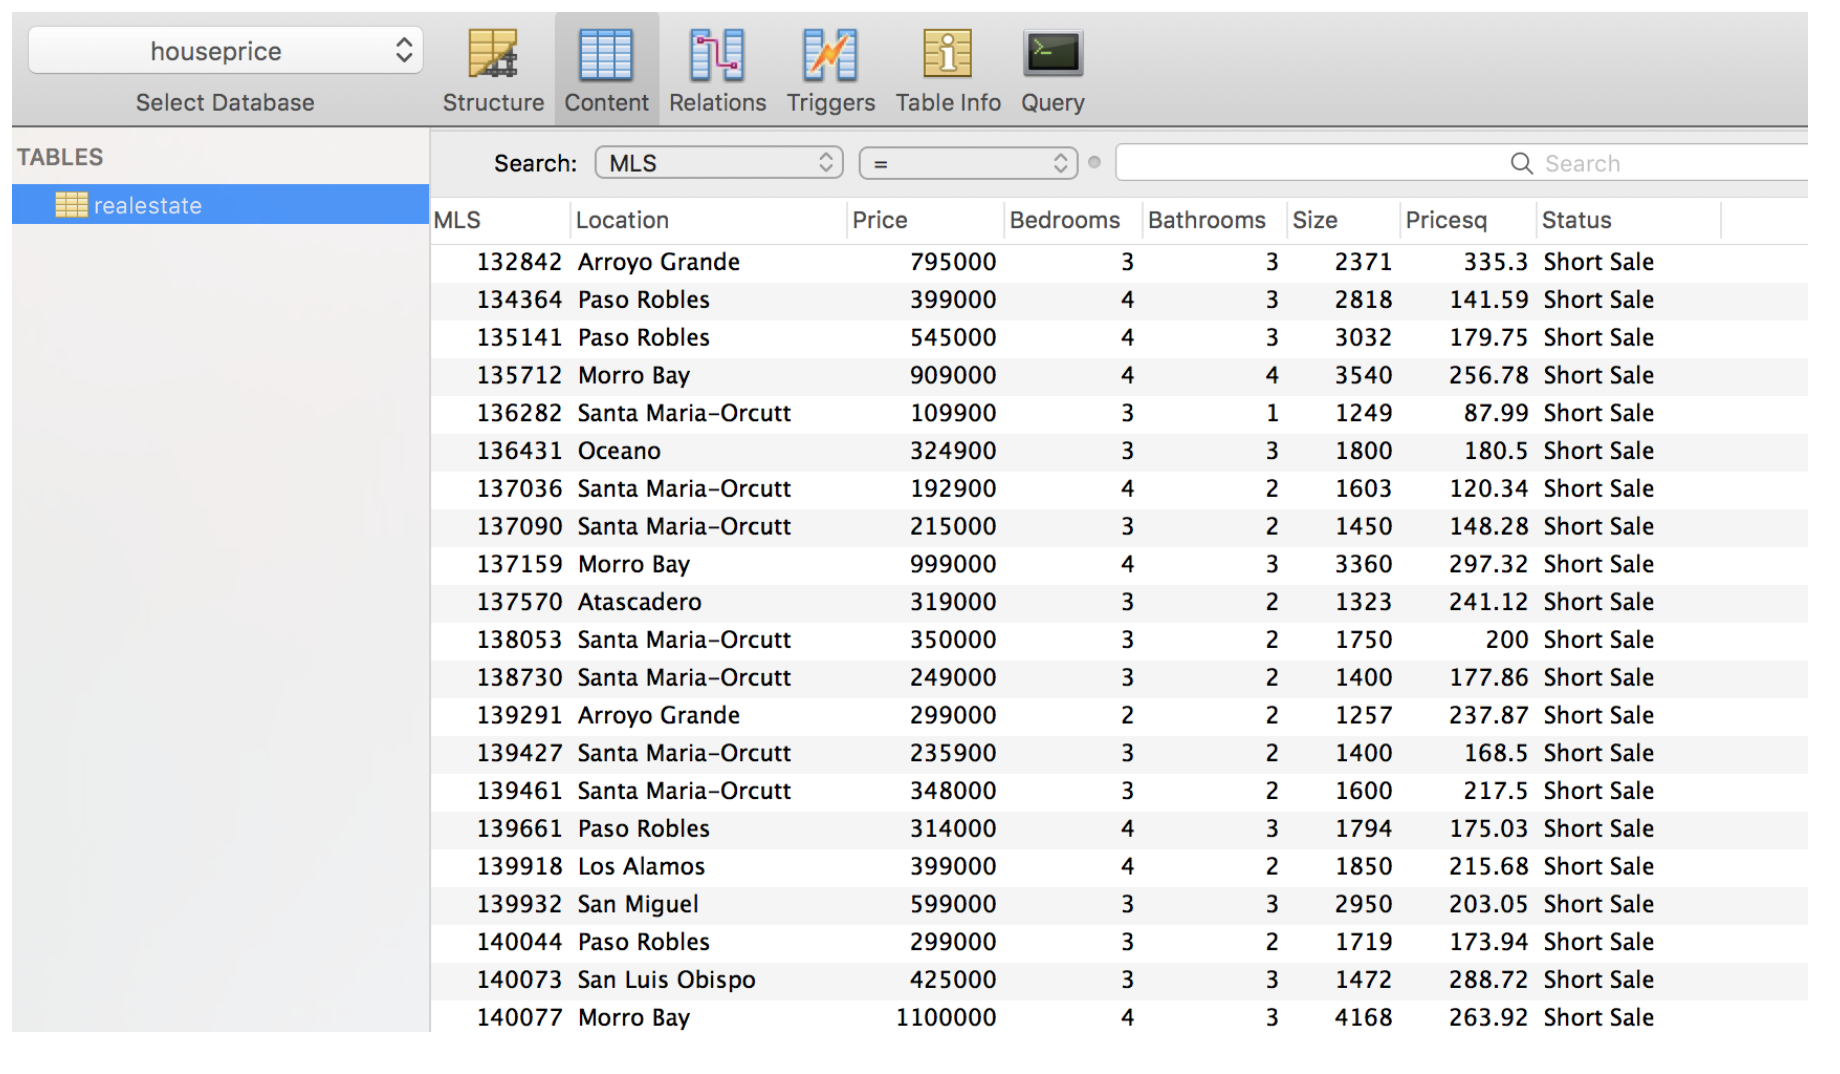 houseprice
Select Database
Structure Content Relations Triggers Table Info Query
TABLES
realestate
Search: MLS = Search
MLS Location Price Bedrooms Bathrooms Size Pricesq Status
132842 Arroyo Grande 795000 3 3 2371 335.3 Short Sale
134364 Paso Robles 399000 4 3 2818 141.59 Short Sale
135141 Paso Robles 545000 4 3 3032 179.75 Short Sale
135712 Morro Bay 909000 4 4 3540 256.78 Short Sale
136282 Santa Maria-Orcutt 109900 3 1 1249 87.99 Short Sale
136431 Oceano 324900 3 3 1800 180.5 Short Sale
137036 Santa Maria-Orcutt 192900 4 2 1603 120.34 Short Sale
137090 Santa Maria-Orcutt 215000 3 2 1450 148.28 Short Sale
137159 Morro Bay 999000 4 3 3360 297.32 Short Sale
137570 Atascadero 319000 3 2 1323 241.12 Short Sale
138053 Santa Maria-Orcutt 350000 3 2 1750 200 Short Sale
138730 Santa Maria-Orcutt 249000 3 2 1400 177.86 Short Sale
139291 Arroyo Grande 299000 2 2 1257 237.87 Short Sale
139427 Santa Maria-Orcutt 235900 3 2 1400 168.5 Short Sale
139461 Santa Maria-Orcutt 348000 3 2 1600 217.5 Short Sale
139661 Paso Robles 314000 4 3 1794 175.03 Short Sale
139918 Los Alamos 399000 4 2 1850 215.68 Short Sale
139932 San Miguel 599000 3 3 2950 203.05 Short Sale
140044 Paso Robles 299000 3 2 1719 173.94 Short Sale
140073 San Luis Obispo 425000 3 3 1472 288.72 Short Sale
140077 Morro Bay 1100000 4 3 4168 263.92 Short Sale